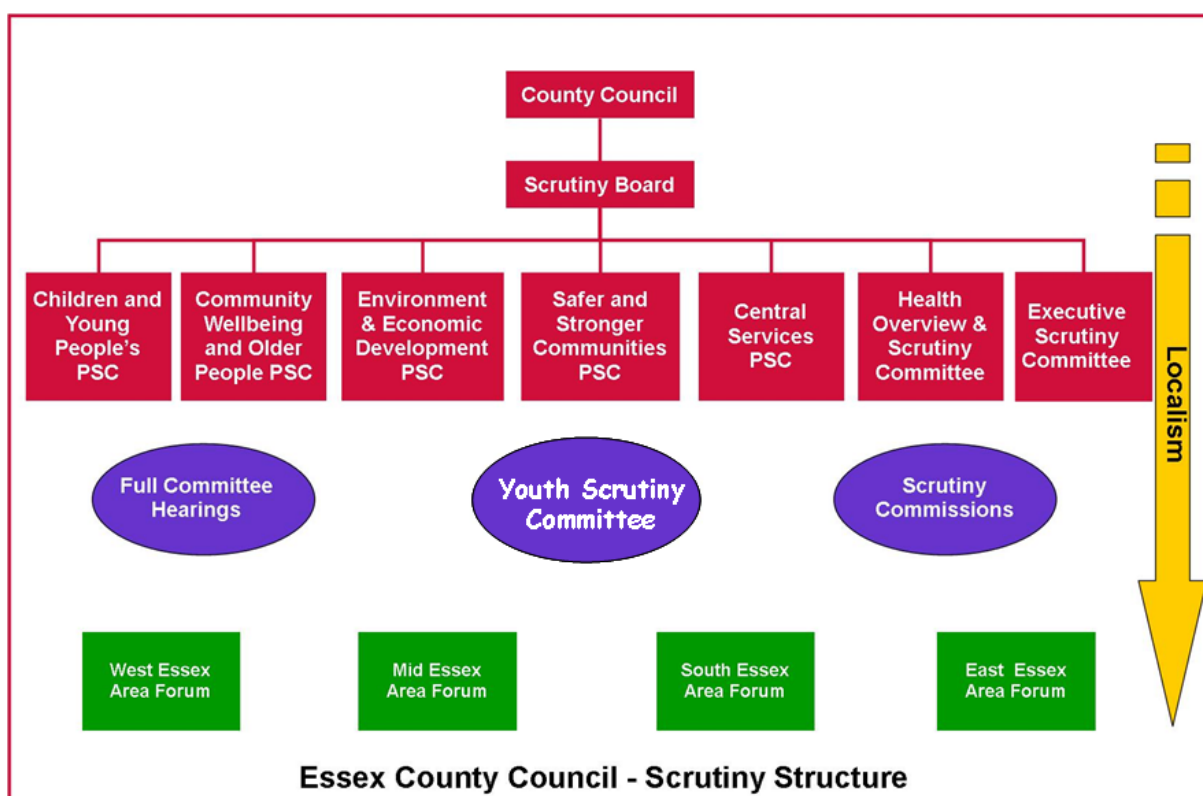 County Council
Scrutiny Board
Children and
Young
People's
PSC
Community
Wellbeing
and Older
People PSC
Environment
& Economic
Development
PSC
Safer and
Stronger
Communities
PSC
Central
Services
PSC
Health
Overview &
Scrutiny
Committee
Executive
Scrutiny
Committee
Localism
Full Committee
Hearings
Youth Scrutiny
Committee
Scrutiny
Commissions
West Essex
Area Forum
Mid Essex
Area Forum
South Essex
Area Forum
East Essex
Area Forum
Essex County Council - Scrutiny Structure